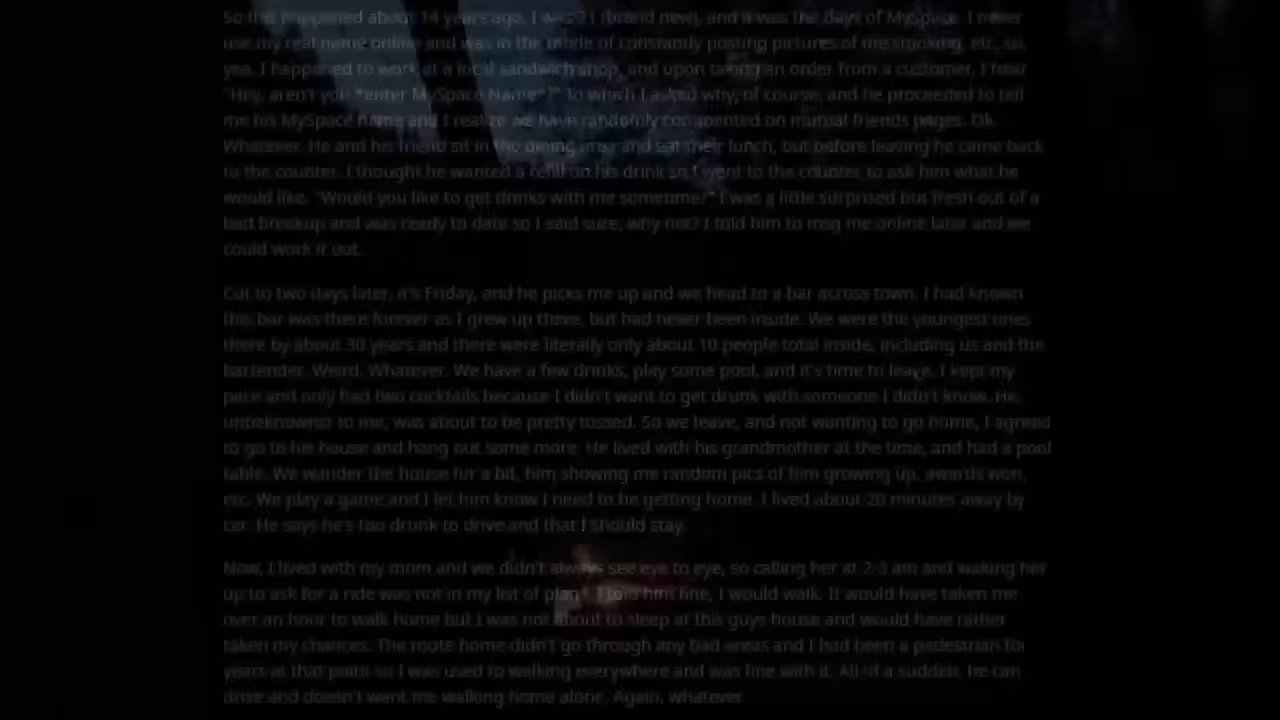 So this happened about 14 years ago, I was 21 (brand new), and it was the days of MySpace. I never
use my real name online and was in the habit of constantly posting pictures of me smoking, etc, so,
yea. I happened to work at a local sandwich shop, and upon taking an order from a customer, I hear
"Hey, aren't you *enter MySpace Name*?" To which I asked why, of course, and he proceeded to tell
me his MySpace name and I realize we have randomly commented on mutual friends pages. Ok.
Whatever. He and his friend sit in the dining area and eat their lunch, but before leaving he came back
to the counter. I thought he wanted a refill on his drink so I went to the counter to ask him what he
would like. "Would you like to get drinks with me sometime?" I was a little surprised but fresh out of a
bad breakup and was ready to date so I said sure, why not? I told him to msg me online later and we
could work it out.
Cut to two days later, it's Friday, and he picks me up and we head to a bar across town. I had known
this bar was there forever as I grew up there, but had never been inside. We were the youngest ones
there by about 30 years and there were literally only about 10 people total inside, including us and the
bartender. Weird. Whatever. We have a few drinks, play some pool, and it's time to leave. I kept my
pace and only had two cocktails because I didn't want to get drunk with someone I didn't know. He,
unbeknownst to me, was about to be pretty tossed. So we leave, and not wanting to go home, I agreed
to go to his house and hang out some more. He lived with his grandmother at the time, and had a pool
table. We wander the house for a bit, him showing me random pics of him growing up, awards won,
etc. We play a game and I let him know I need to be getting home. I lived about 20 minutes away by
car. He says he's too drunk to drive and that I should stay.
Now, I lived with my mom and we didn't always see eye to eye, so calling her at 2-3 am and waking her
up to ask for a ride was not in my list of plans. I told him fine, I would walk. It would have taken me
over an hour to walk home but I was not about to sleep at this guys house and would have rather
taken my chances. The route home didn't go through any bad areas and I had been a pedestrian for
years at that point so I was used to walking everywhere and was fine with it. All of a sudden, he can
drive and doesn't want me walking home alone. Again, whatever